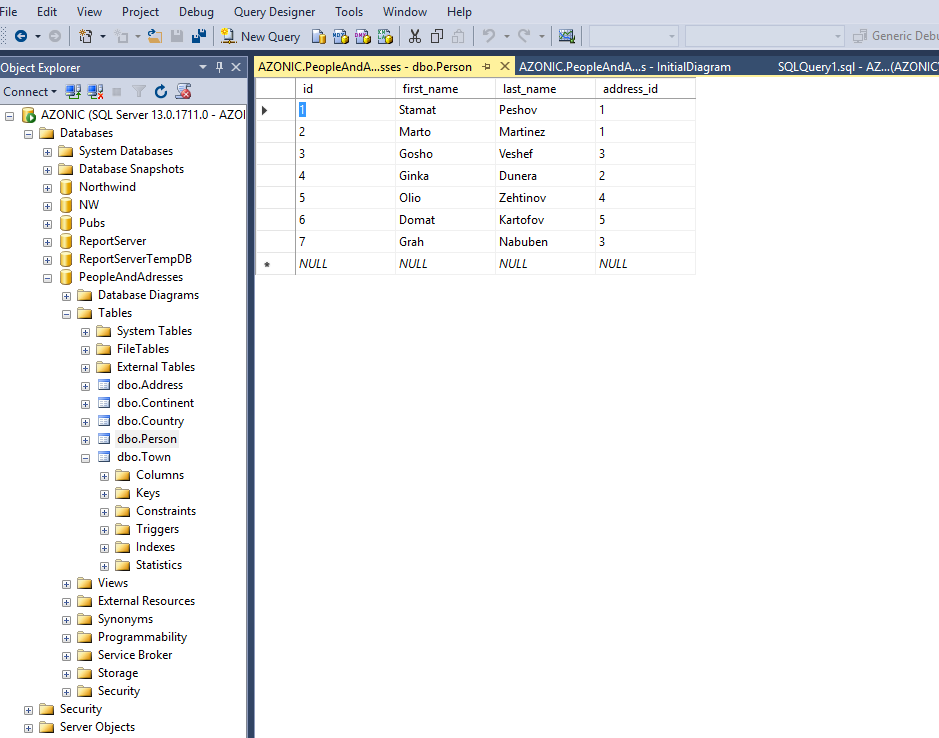 File Edit View Project Debug Query Designer Tools Window Help
New Query Generic Debu
Object Explorer
Connect
AZONIC (SQL Server 13.0.1711.0 - AZOI
Databases
System Databases
Database Snapshots
Northwind
NW
Pubs
ReportServer
ReportServerTempDB
PeopleAndAdresses
Database Diagrams
Tables
System Tables
FileTables
External Tables
dbo.Address
dbo.Continent
dbo.Country
dbo.Person
dbo.Town
Columns
Keys
Constraints
Triggers
Indexes
Statistics
Views
External Resources
Synonyms
Programmability
Service Broker
Storage
Security
Security
Server Objects
AZONIC.PeopleAndA...sses - dbo.Person AZONIC.PeopleAndA...s - InitialDiagram SQLQuery1.sql - AZ...(AZONIC
id first_name last_name address_id
1 Stamat Peshov 1
2 Marto Martinez 1
3 Gosho Veshef 3
4 Ginka Dunera 2
5 Olio Zehtinov 4
6 Domat Kartofov 5
7 Grah Nabuben 3
NULL NULL NULL NULL